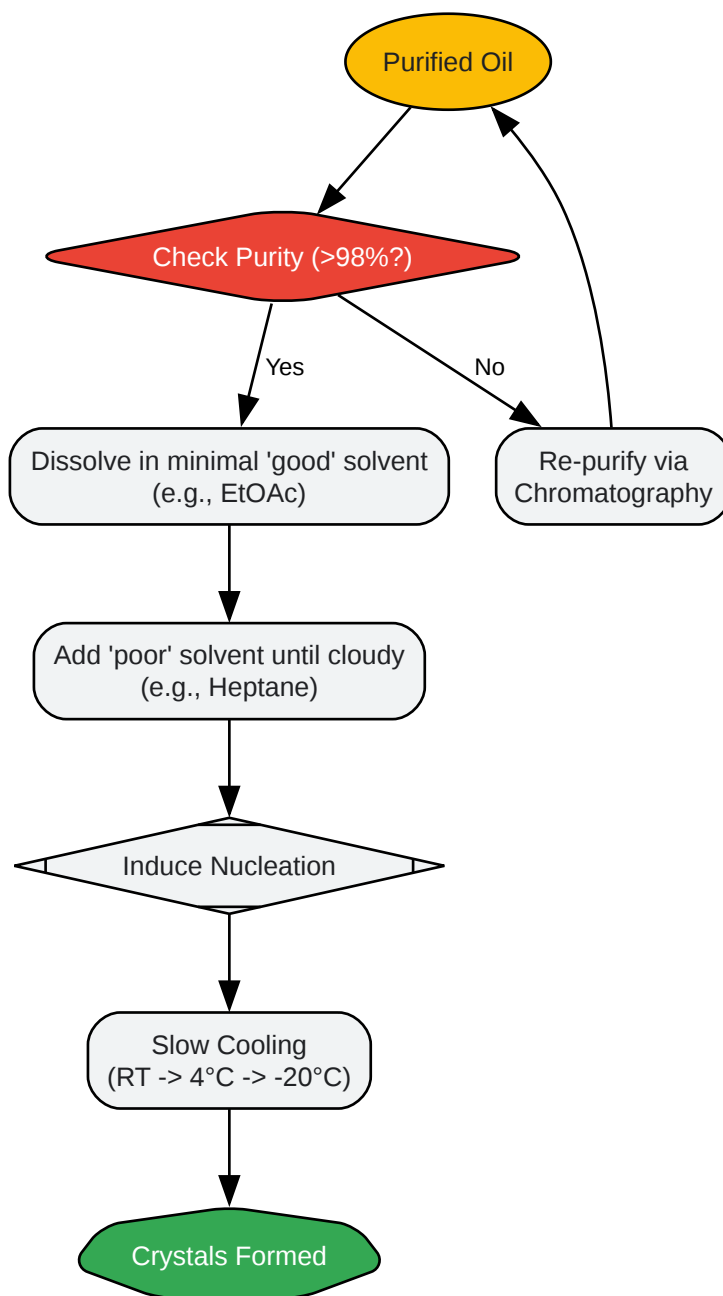 Purified Oil
Check Purity (>98%?)
Yes
No
Dissolve in minimal 'good' solvent
(e.g., EtOAc)
Re-purify via
Chromatography
Add 'poor' solvent until cloudy
(e.g., Heptane)
Induce Nucleation
Slow Cooling
(RT -> 4°C -> -20°C)
Crystals Formed